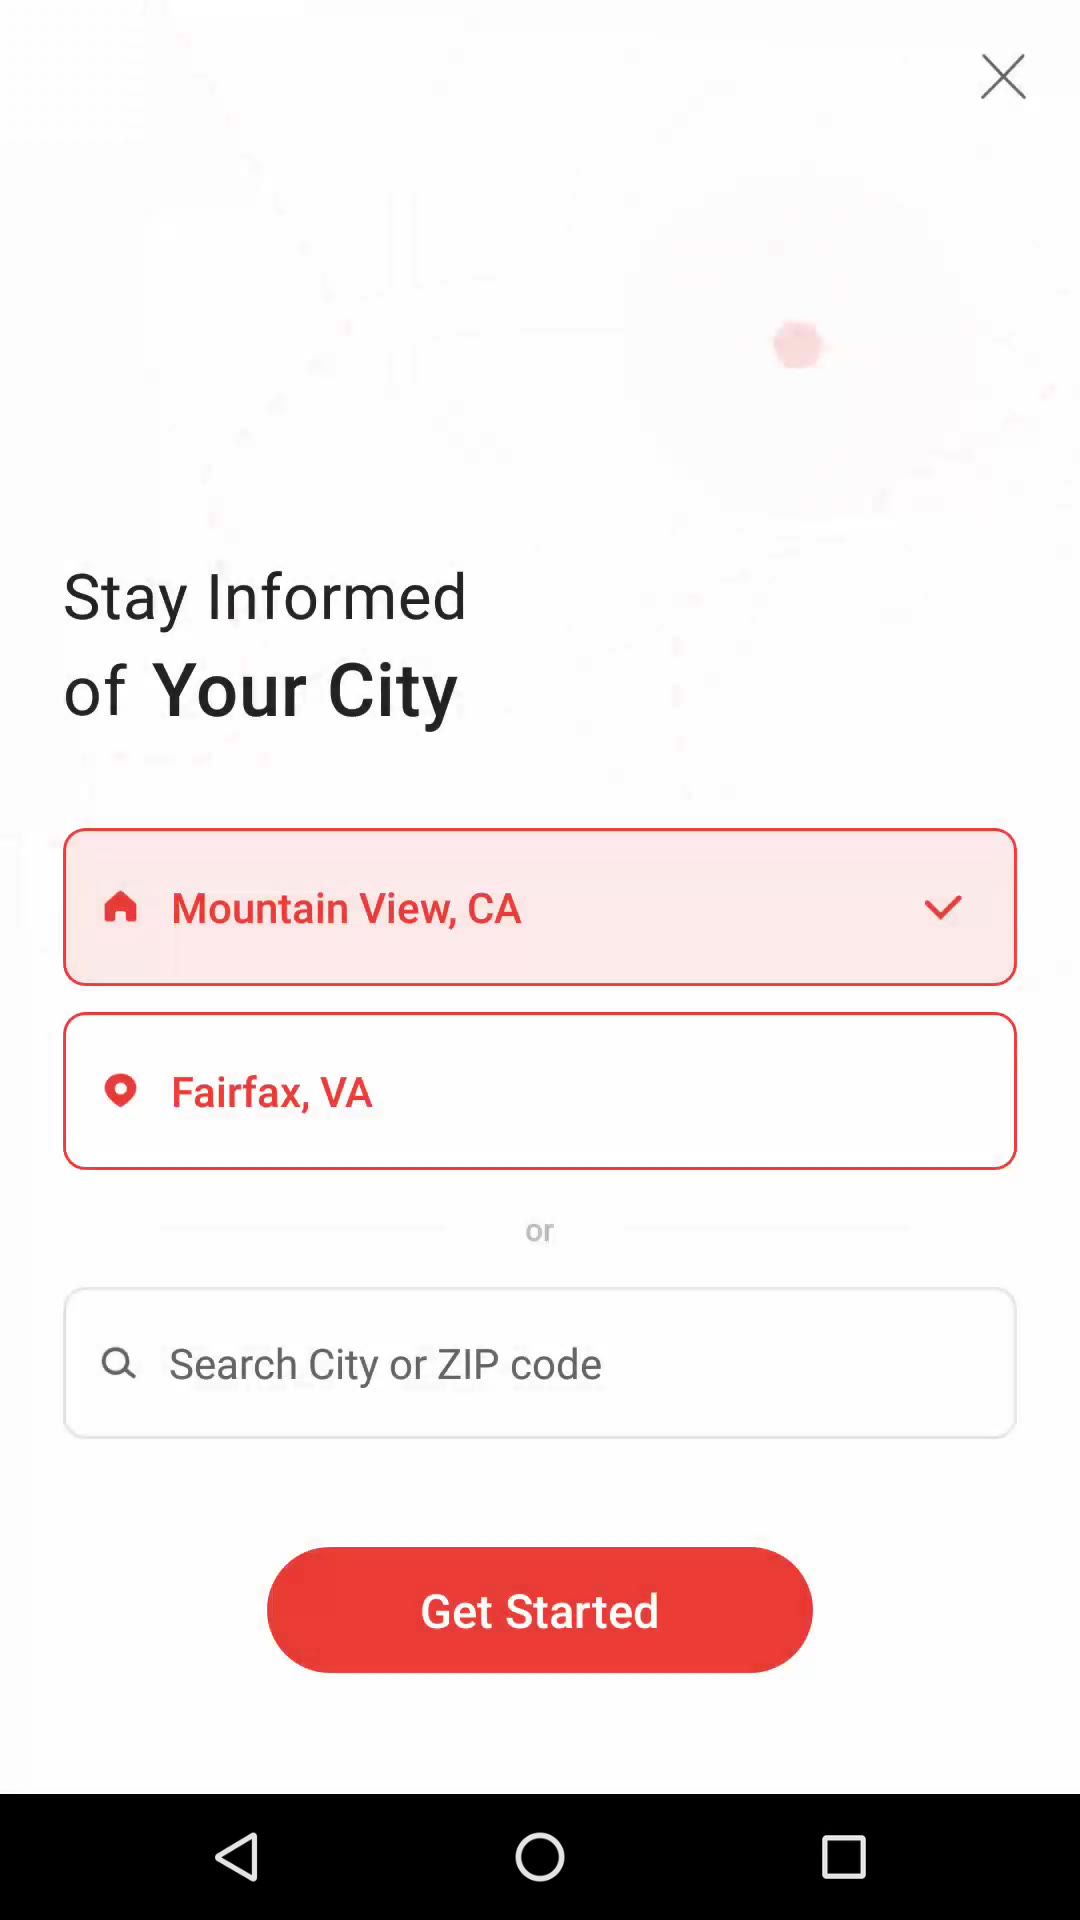 Stay Informed
of Your City
Mountain View, CA
Fairfax, VA
or
Search City or ZIP code
Get Started